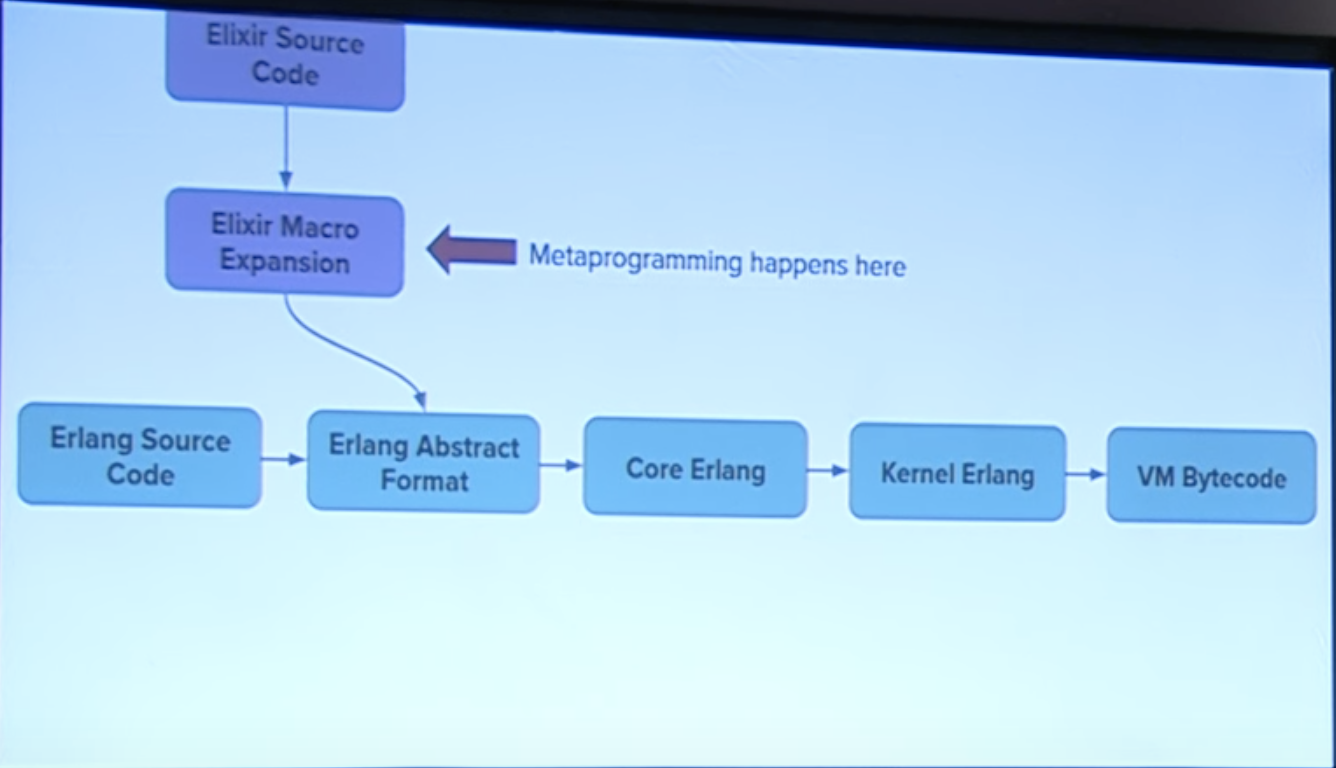 Elixir Source
Code
Elixir Macro
Expansion
Metaprogramming happens here
Erlang Source
Code
Erlang Abstract
Format
Core Erlang
Kernel Erlang
VM Bytecode